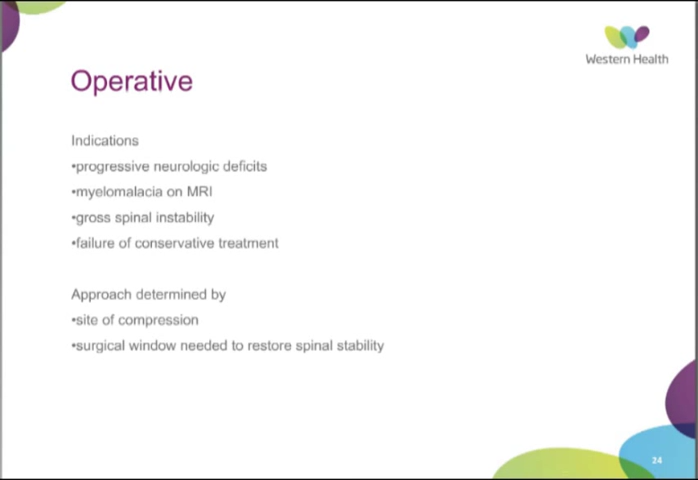 Western Health
Operative
Indications
•progressive neurologic deficits
•myelomalacia on MRI
•gross spinal instability
•failure of conservative treatment
Approach determined by
•site of compression
•surgical window needed to restore spinal stability
24